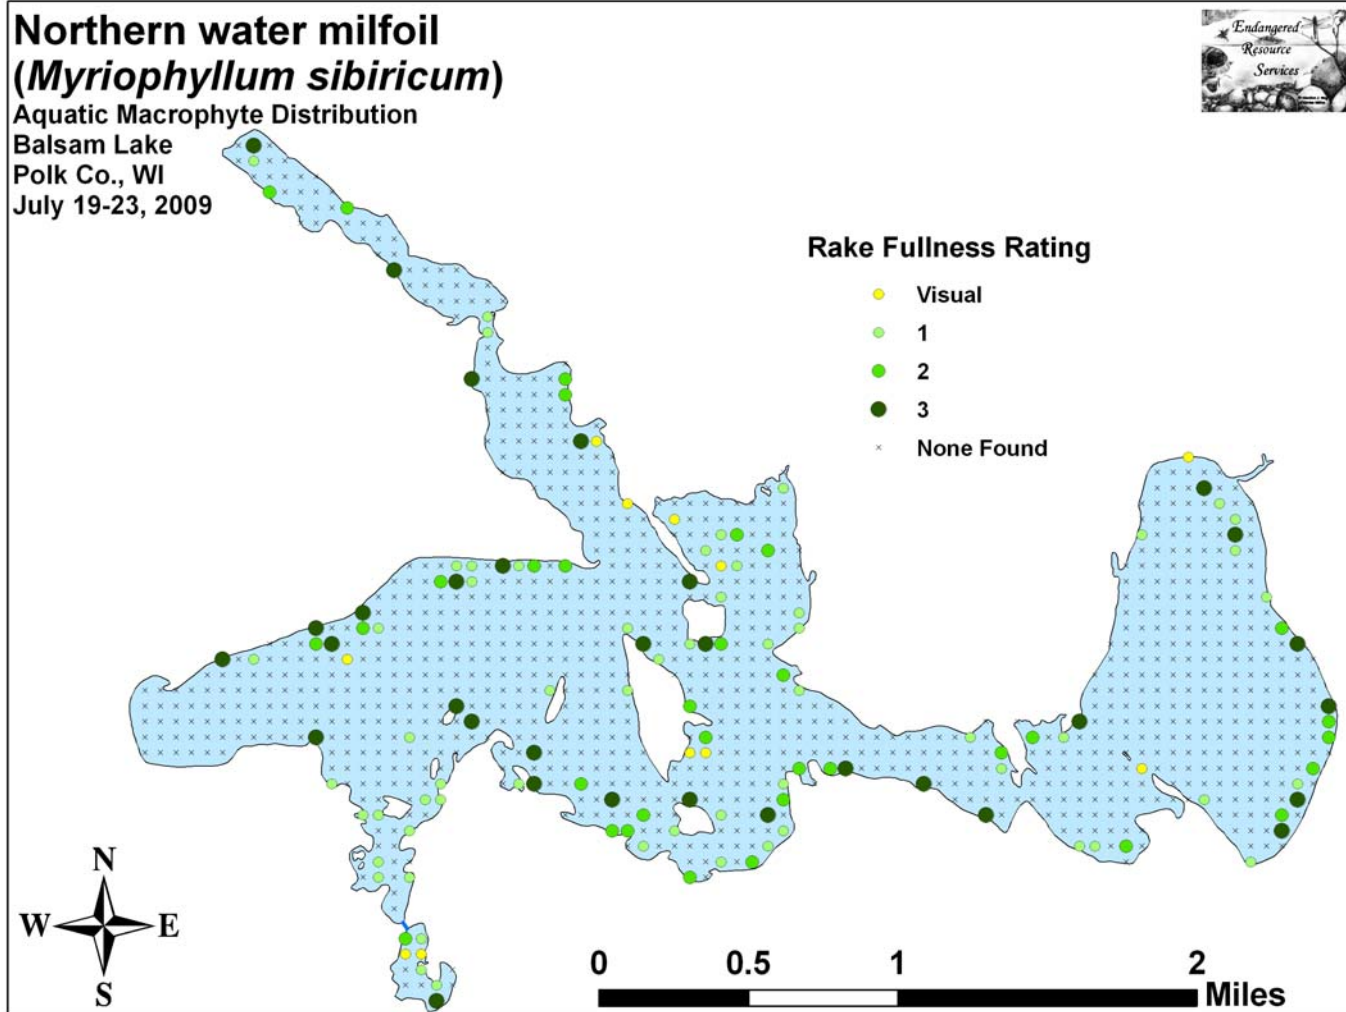 Northern water milfoil
(Myriophyllum sibiricum)
Aquatic Macrophyte Distribution
Balsam Lake
Polk Co., WI
July 19-23, 2009
Endangered
Resource
Services
Rake Fullness Rating
Visual
1
2
3
None Found
N
W E
S
0 0.5 1 2
Miles